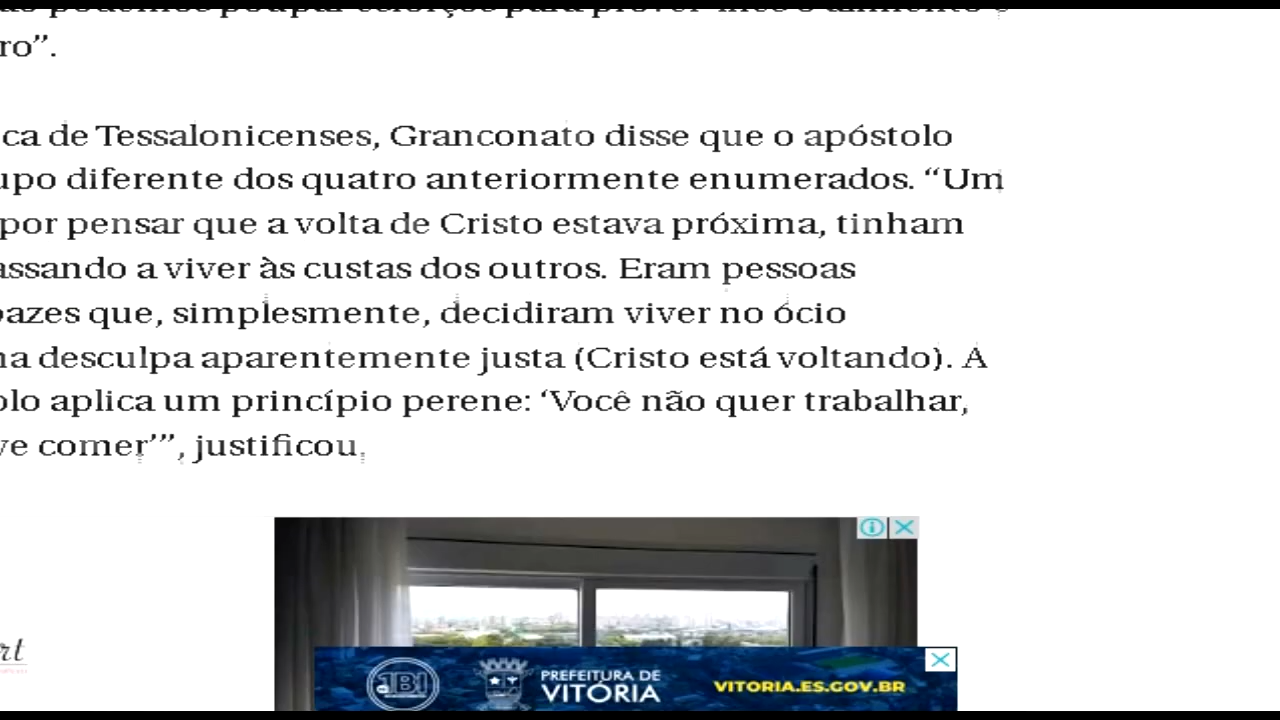 ro”.
ca de Tessalonicenses, Granconato disse que o apóstolo
upo diferente dos quatro anteriormente enumerados. “Um
por pensar que a volta de Cristo estava próxima, tinham
assando a viver às custas dos outros. Eram pessoas
pazes que, simplesmente, decidiram viver no ócio
na desculpa aparentemente justa (Cristo está voltando). A
olo aplica um princípio perene: ‘Você não quer trabalhar,
ve comer’”, justificou.
rt
PREFEITURA DE
VITÓRIA
VITORIA.ES.GOV.BR